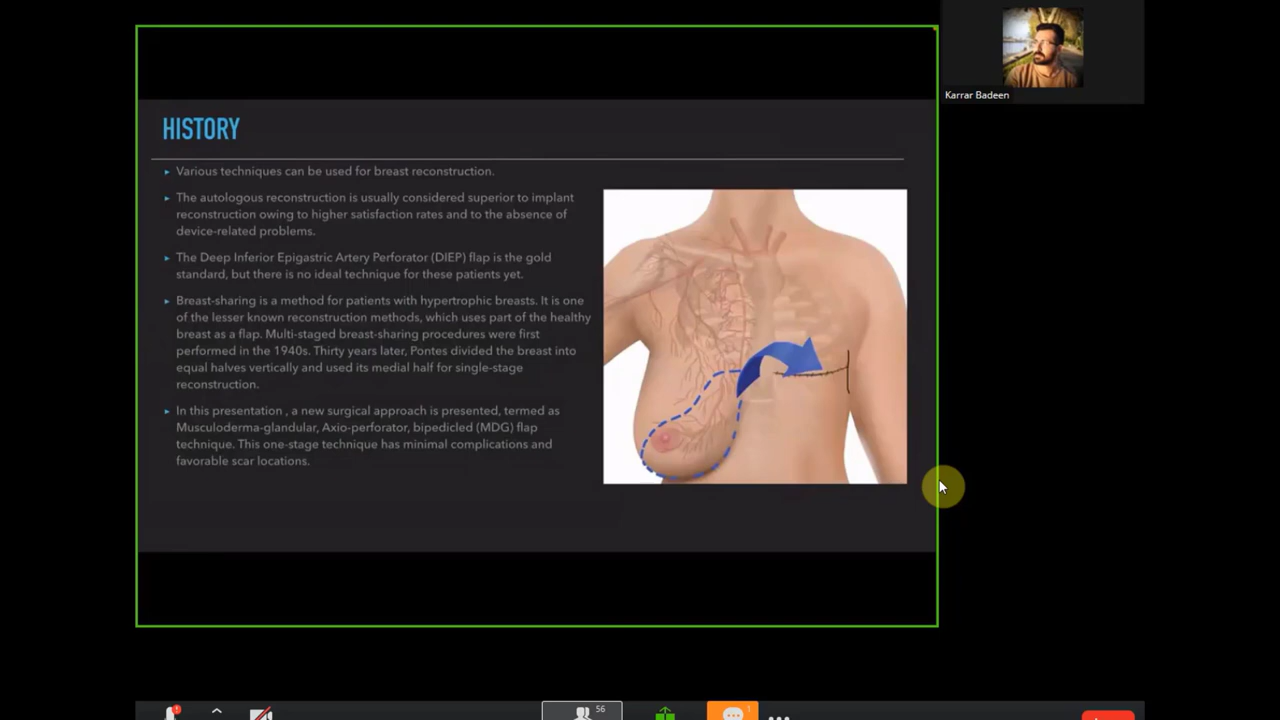 Karrar Badeen
HISTORY
Various techniques can be used for breast reconstruction.
The autologous reconstruction is usually considered superior to implant
reconstruction owing to higher satisfaction rates and to the absence of
device-related problems.
The Deep Inferior Epigastric Artery Perforator (DIEP) flap is the gold
standard, but there is no ideal technique for these patients yet.
Breast-sharing is a method for patients with hypertrophic breasts. It is one
of the lesser known reconstruction methods, which uses part of the healthy
breast as a flap. Multi-staged breast-sharing procedures were first
performed in the 1940s. Thirty years later, Pontes divided the breast into
equal halves vertically and used its medial half for single-stage
reconstruction.
In this presentation , a new surgical approach is presented, termed as
Musculoderma-glandular, Axio-perforator, bipedicled (MDG) flap
technique. This one-stage technique has minimal complications and
favorable scar locations.
56
1